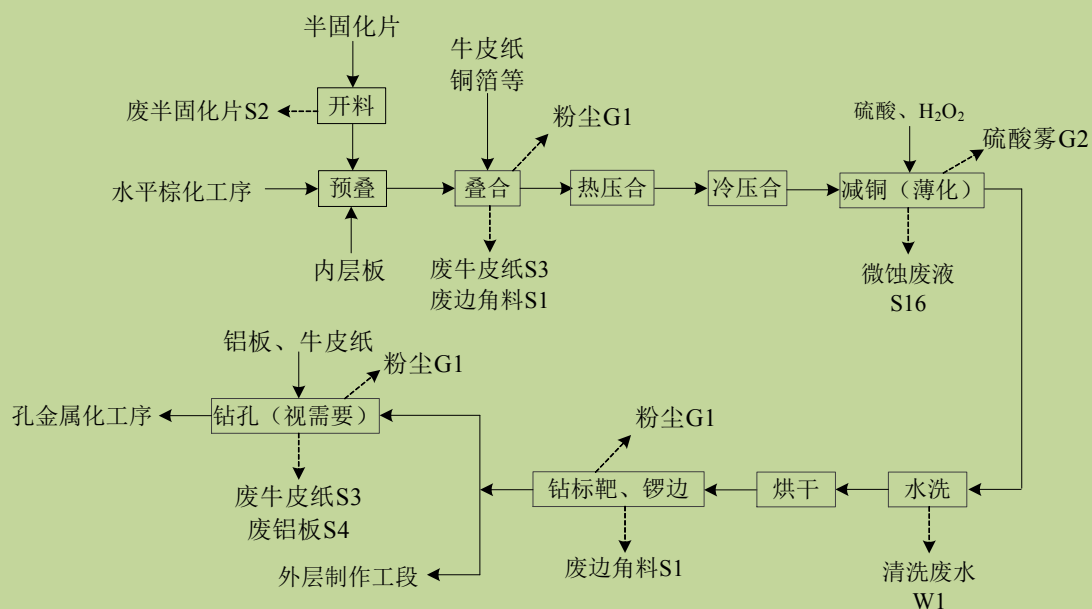 半固化片
牛皮纸
铜箔等
废半固化片S2
开料
粉尘G1
硫酸、H₂O₂
硫酸雾G2
水平棕化工序
预叠
叠合
热压合
冷压合
减铜（薄化）
内层板
废牛皮纸S3
废边角料S1
微蚀废液
S16
铝板、牛皮纸
粉尘G1
孔金属化工序
钻孔（视需要）
粉尘G1
废牛皮纸S3
废铝板S4
钻标靶、锣边
烘干
水洗
外层制作工段
废边角料S1
清洗废水
W1